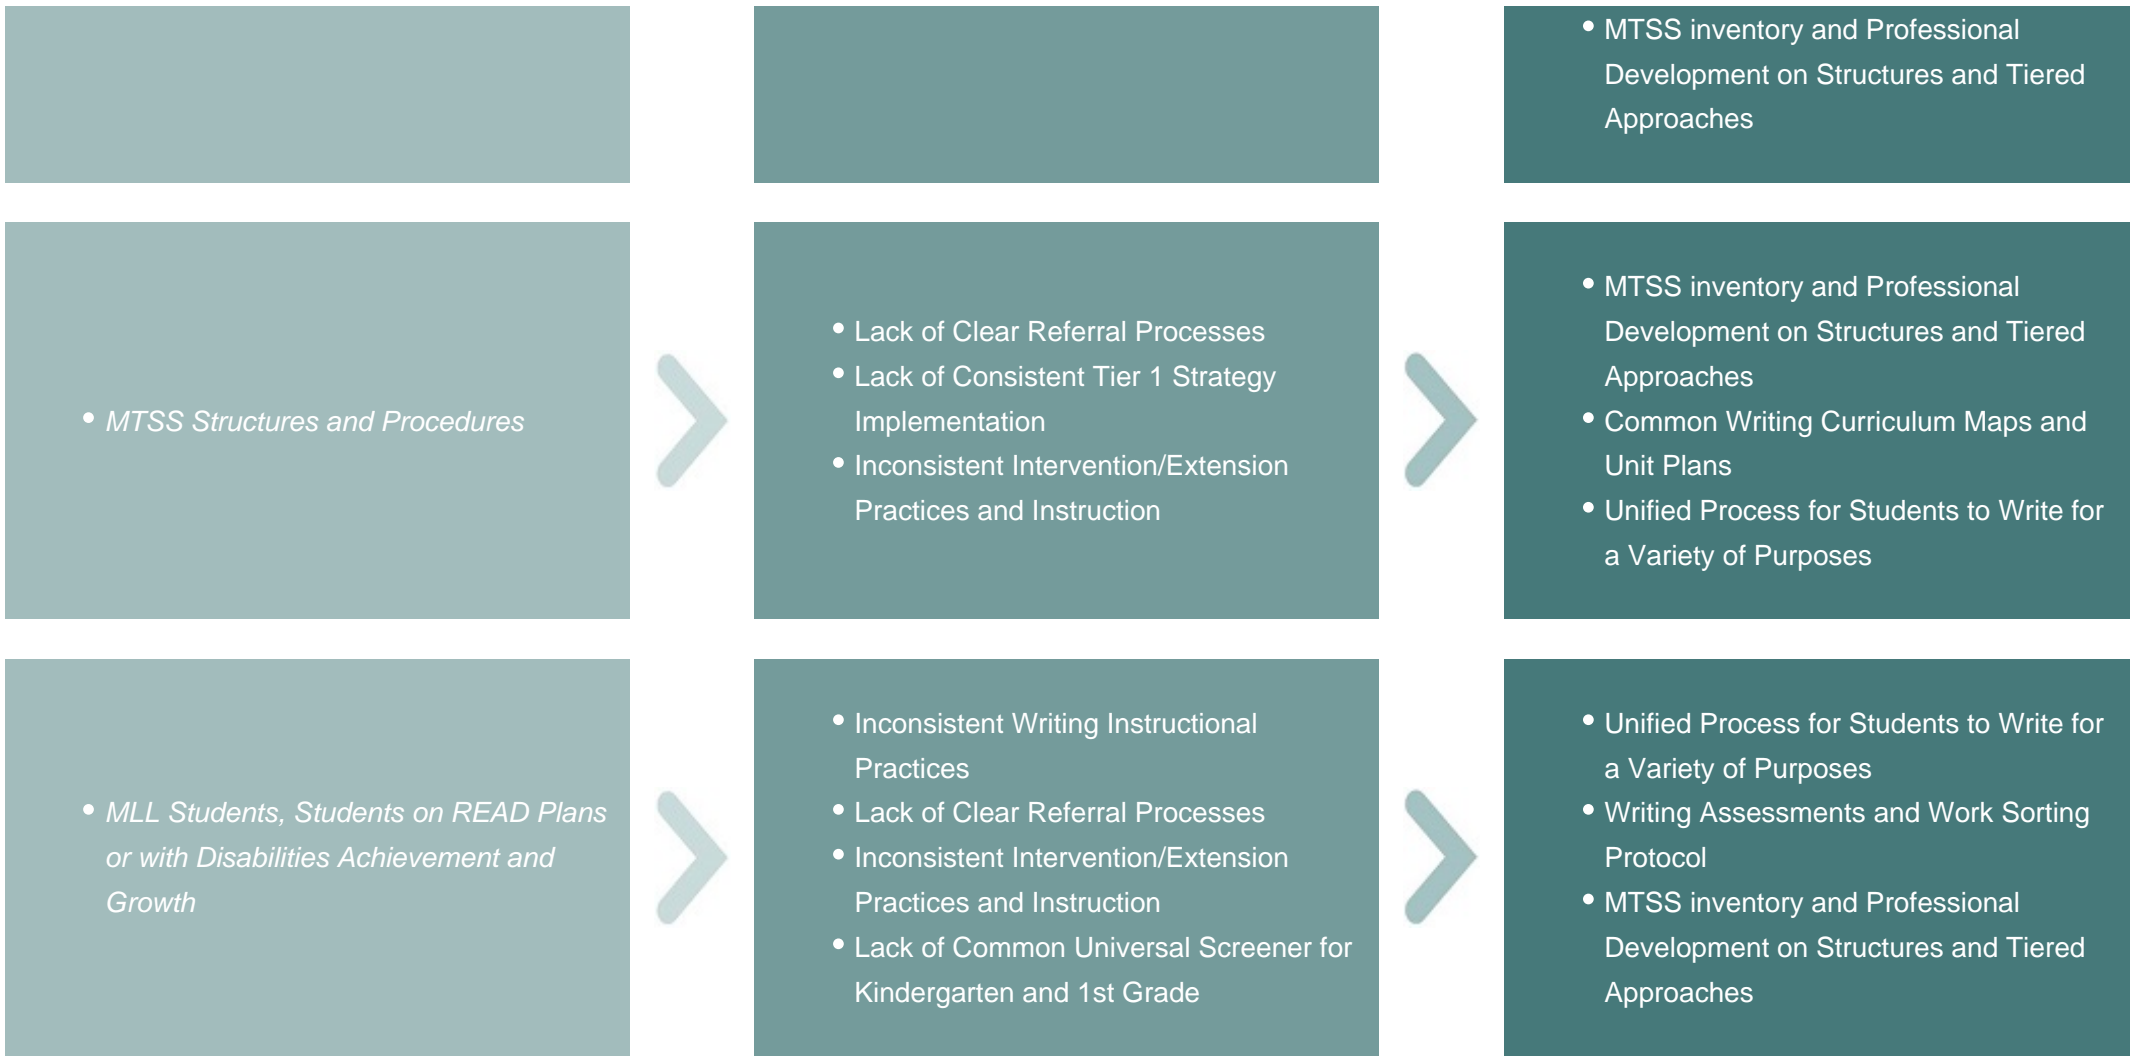 • MTSS inventory and Professional
Development on Structures and Tiered
Approaches
• MTSS Structures and Procedures
• Lack of Clear Referral Processes
• Lack of Consistent Tier 1 Strategy
Implementation
• Inconsistent Intervention/Extension
Practices and Instruction
• MTSS inventory and Professional
Development on Structures and Tiered
Approaches
• Common Writing Curriculum Maps and
Unit Plans
• Unified Process for Students to Write for
a Variety of Purposes
• MLL Students, Students on READ Plans
or with Disabilities Achievement and
Growth
• Inconsistent Writing Instructional
Practices
• Lack of Clear Referral Processes
• Inconsistent Intervention/Extension
Practices and Instruction
• Lack of Common Universal Screener for
Kindergarten and 1st Grade
• Unified Process for Students to Write for
a Variety of Purposes
• Writing Assessments and Work Sorting
Protocol
• MTSS inventory and Professional
Development on Structures and Tiered
Approaches